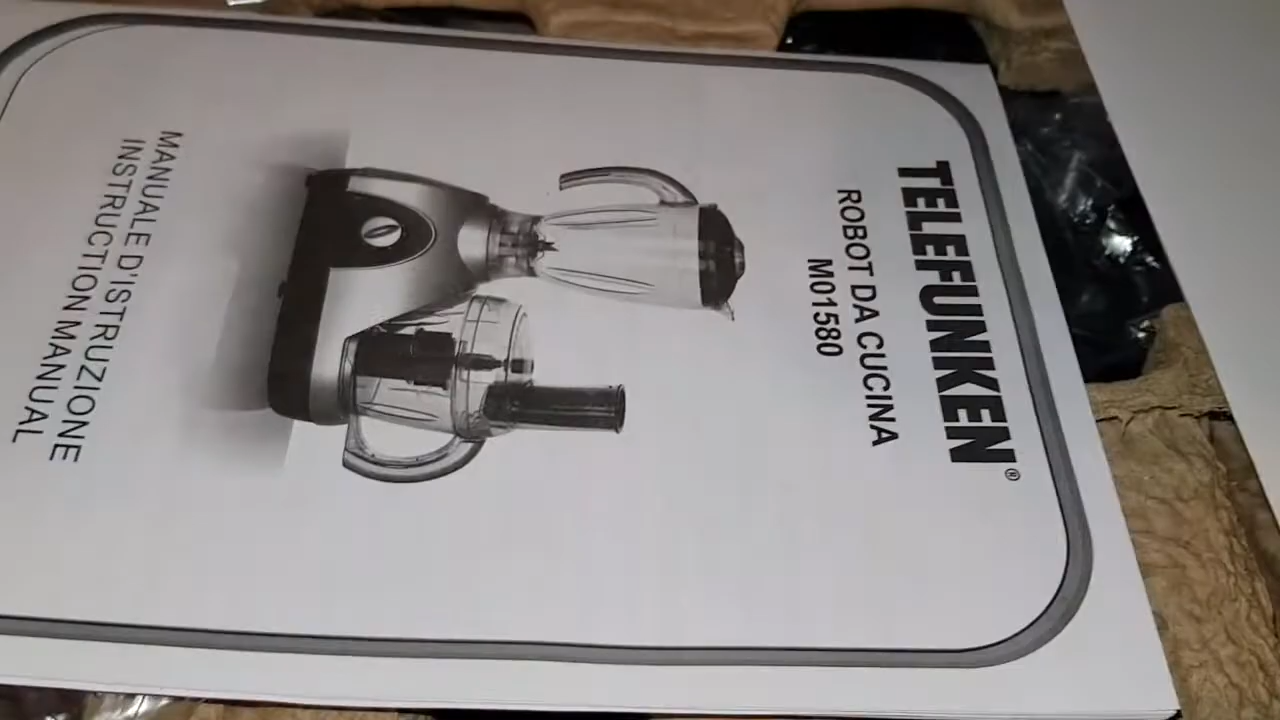 TELEFUNKEN®
ROBOT DA CUCINA
M01580
MANUALE D'ISTRUZIONE
INSTRUCTION MANUAL